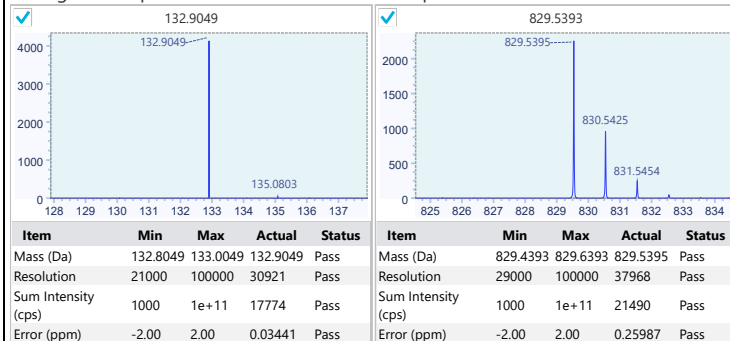 132.9049
132.9049
4000
3000
2000
1000
0
135.0803
128 129 130 131 132 133 134 135 136 137
Item Min Max Actual Status
Mass (Da) 132.8049 133.0049 132.9049 Pass
Resolution 21000 100000 30921 Pass
Sum Intensity (cps) 1000 1e+11 17774 Pass
Error (ppm) -2.00 2.00 0.03441 Pass
829.5393
829.5395
2000
1500
1000
500
0
830.5425
831.5454
825 826 827 828 829 830 831 832 833 834
Item Min Max Actual Status
Mass (Da) 829.4393 829.6393 829.5395 Pass
Resolution 29000 100000 37968 Pass
Sum Intensity (cps) 1000 1e+11 21490 Pass
Error (ppm) -2.00 2.00 0.25987 Pass